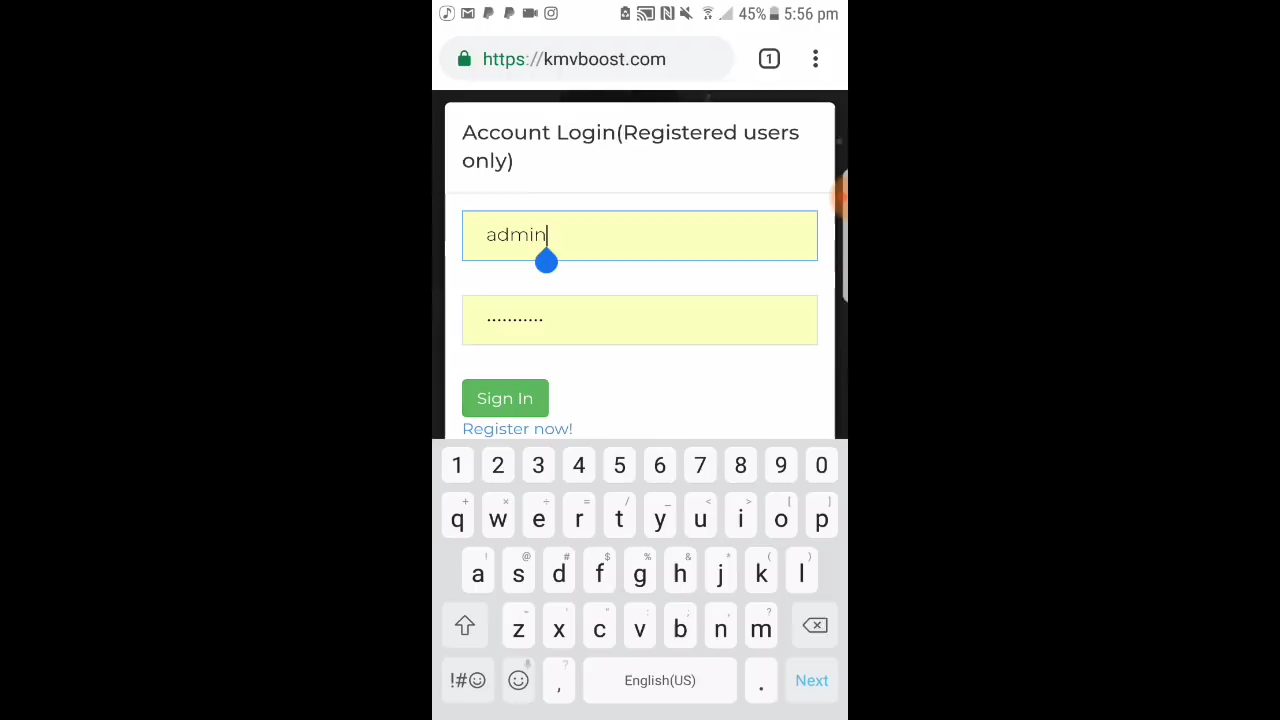 45% 5:56 pm
https://kmvboost.com 1
Account Login(Registered users
only)
admin
...........
Sign In
Register now!
1 2 3 4 5 6 7 8 9 0
+ × ÷ = / _ < > [ ]
q w e r t y u i o p
! @ # $ % & * ( )
a s d f g h j k l
- ' " : ; , ?
z x c v b n m
!#☺ , ? English(US) . Next